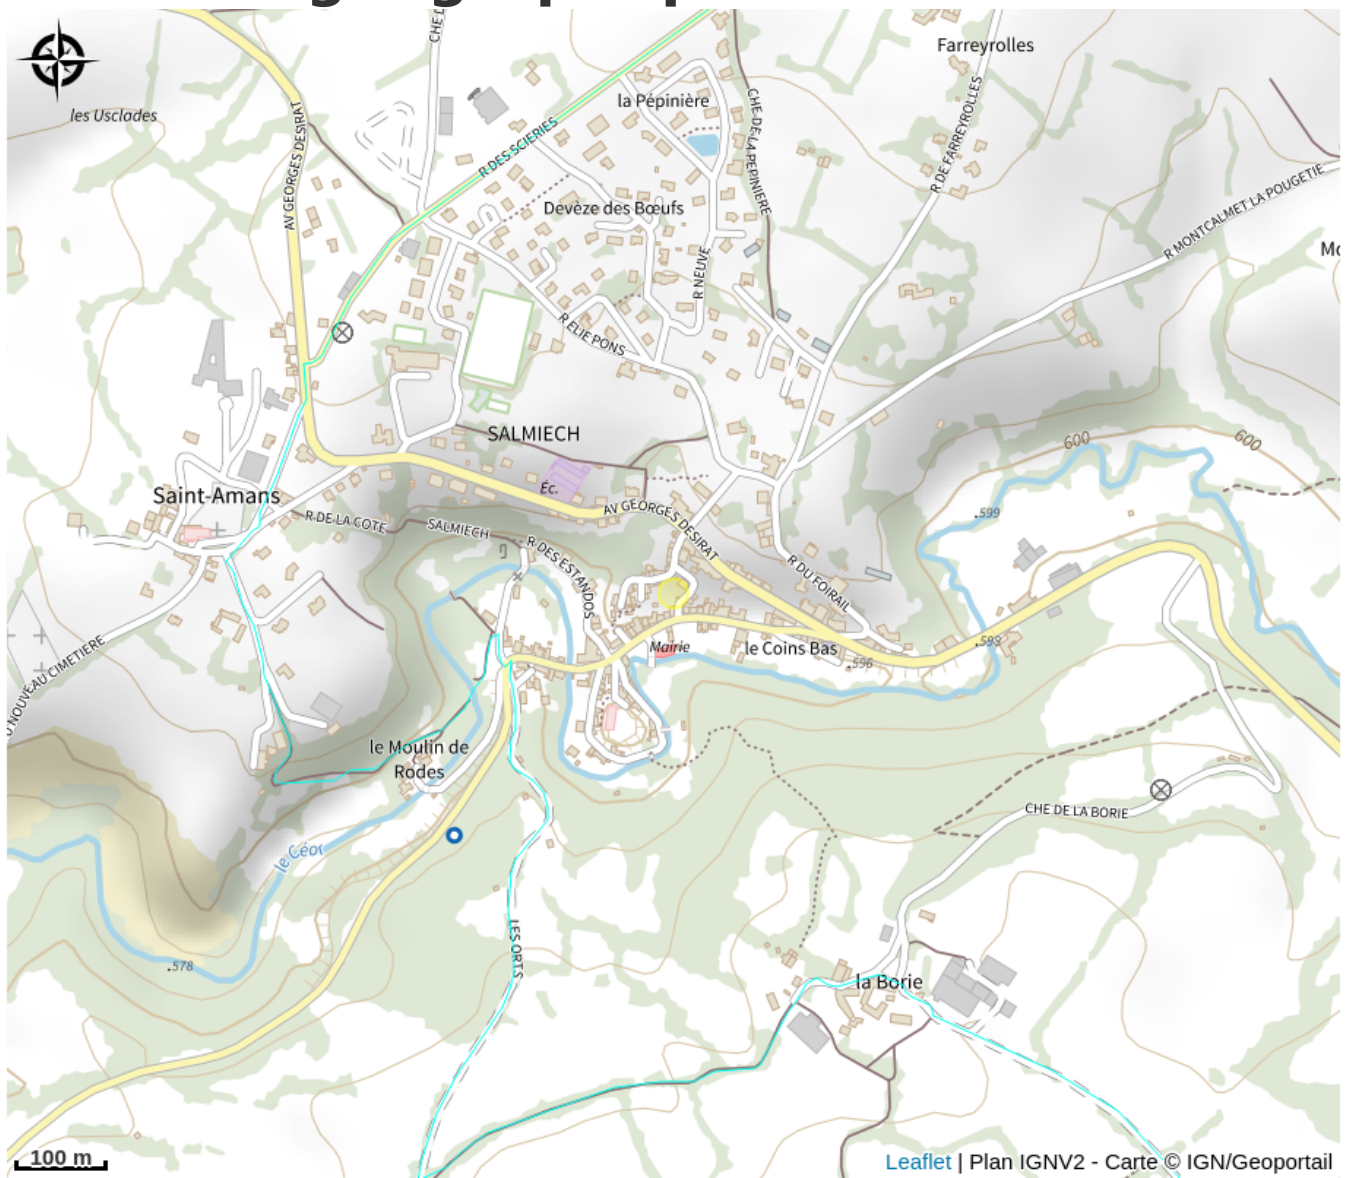 Farreyrolles
la Pépinière
les Usclades
AV GEORGES DESIRAT
R DES SCIERIES
CHE DE LA PEPINIERE
R DE FARREYROLLES
R MONTCALMET LA POUGETIE
Devèze des Bœufs
R NEUVE
R ELIE PONS
SALMIECH
600
600
Éc.
Saint-Amans
R DE LA COTE
SALMIECH
AV GEORGES DESIRAT
.599
R DES ESTANDOS
R DU FOIRAIL
Mairie
le Coins Bas
.596
.593
NOUVEAU CIMETIERE
le Moulin de
Rodes
CHE DE LA BORIE
le Céor
LES ORTS
.578
la Borie
100 m
Leaflet | Plan IGNV2 - Carte © IGN/Geoportail